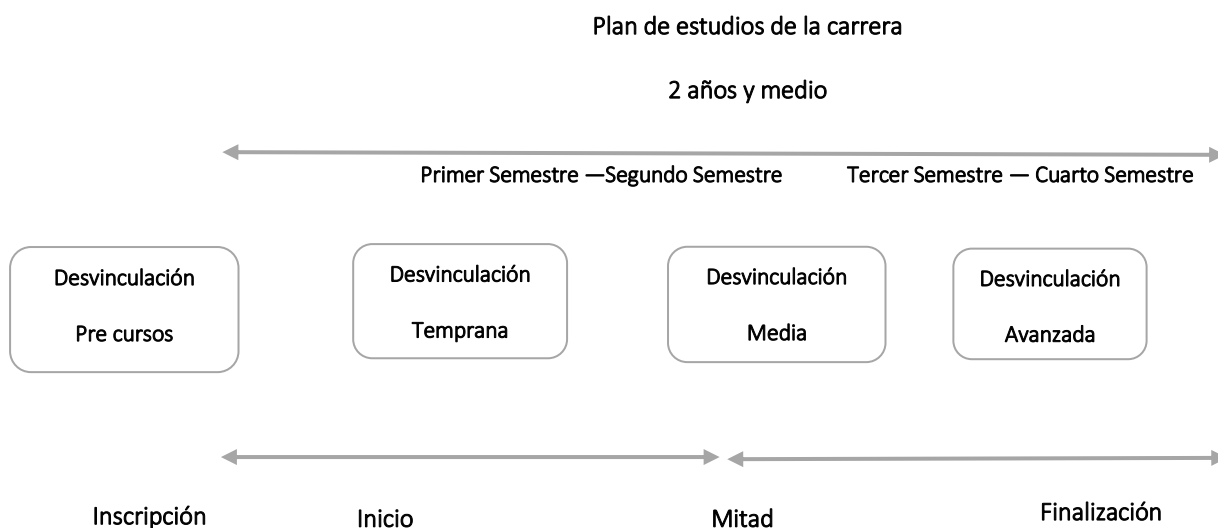 Plan de estudios de la carrera
2 años y medio
Primer Semestre —Segundo Semestre
Tercer Semestre — Cuarto Semestre
Desvinculación
Pre cursos
Desvinculación
Temprana
Desvinculación
Media
Desvinculación
Avanzada
Inscripción
Inicio
Mitad
Finalización